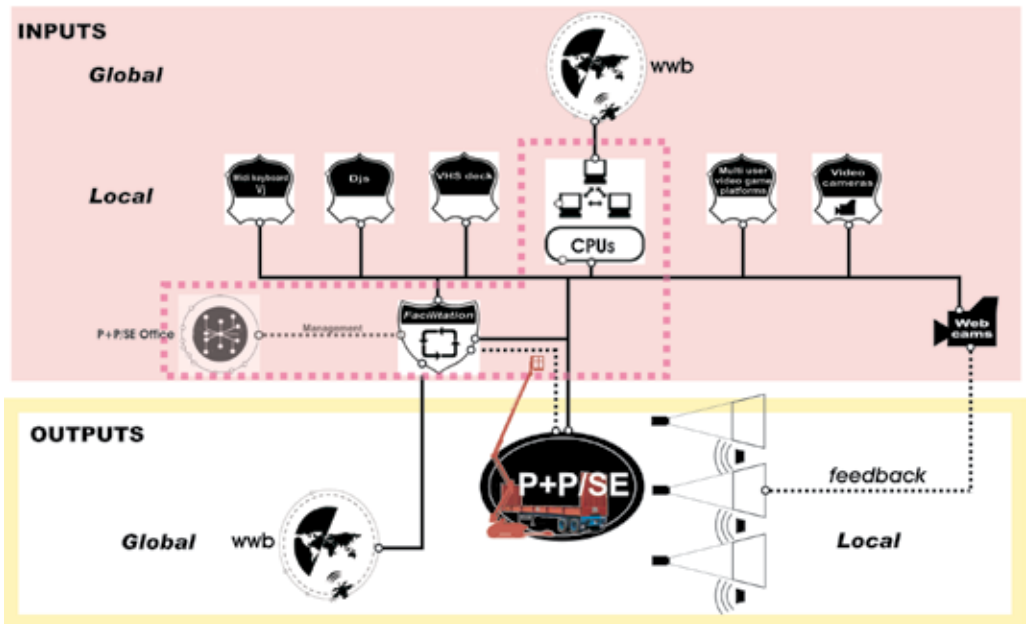 INPUTS
Global
wwb
Local
Midi keyboard
Vj
Djs
VHS deck
CPUs
Multi user
video game
platforms
Video
cameras
P+P/SE Office
Management
Facilitation
Web
cams
OUTPUTS
P+P/SE
feedback
Global
wwb
Local